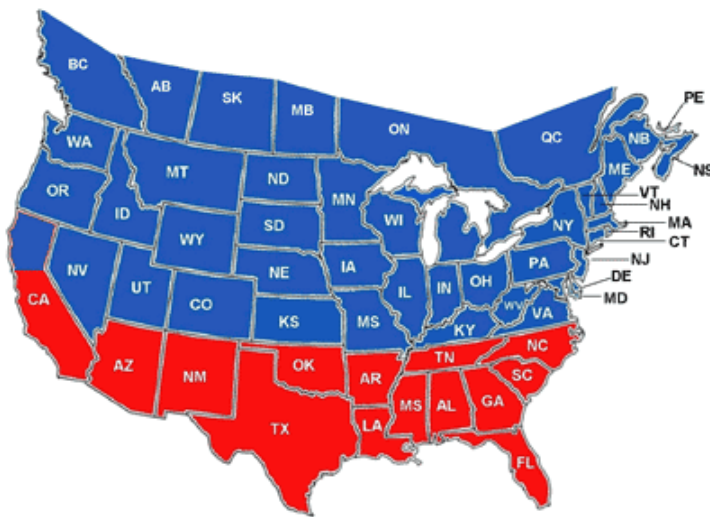 BC
AB
SK
MB
ON
QC
PE
NB
NS
WA
MT
ND
MN
ME
VT
NH
OR
ID
WY
SD
WI
NY
MA
RI
CT
NV
UT
CO
NE
IA
IL
IN
OH
PA
NJ
DE
MD
KS
MS
KY
WV
VA
CA
AZ
NM
OK
AR
TN
NC
SC
TX
LA
MS
AL
GA
FL